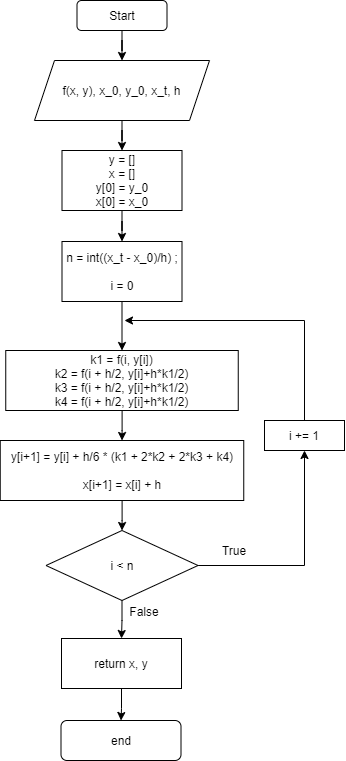 Start
f(x, y), x_0, y_0, x_t, h
y = []
x = []
y[0] = y_0
x[0] = x_0
n = int((x_t - x_0)/h) ;
i = 0
k1 = f(i, y[i])
k2 = f(i + h/2, y[i]+h*k1/2)
k3 = f(i + h/2, y[i]+h*k1/2)
k4 = f(i + h/2, y[i]+h*k1/2)
i += 1
y[i+1] = y[i] + h/6 * (k1 + 2*k2 + 2*k3 + k4)
x[i+1] = x[i] + h
i < n
True
False
return x, y
end